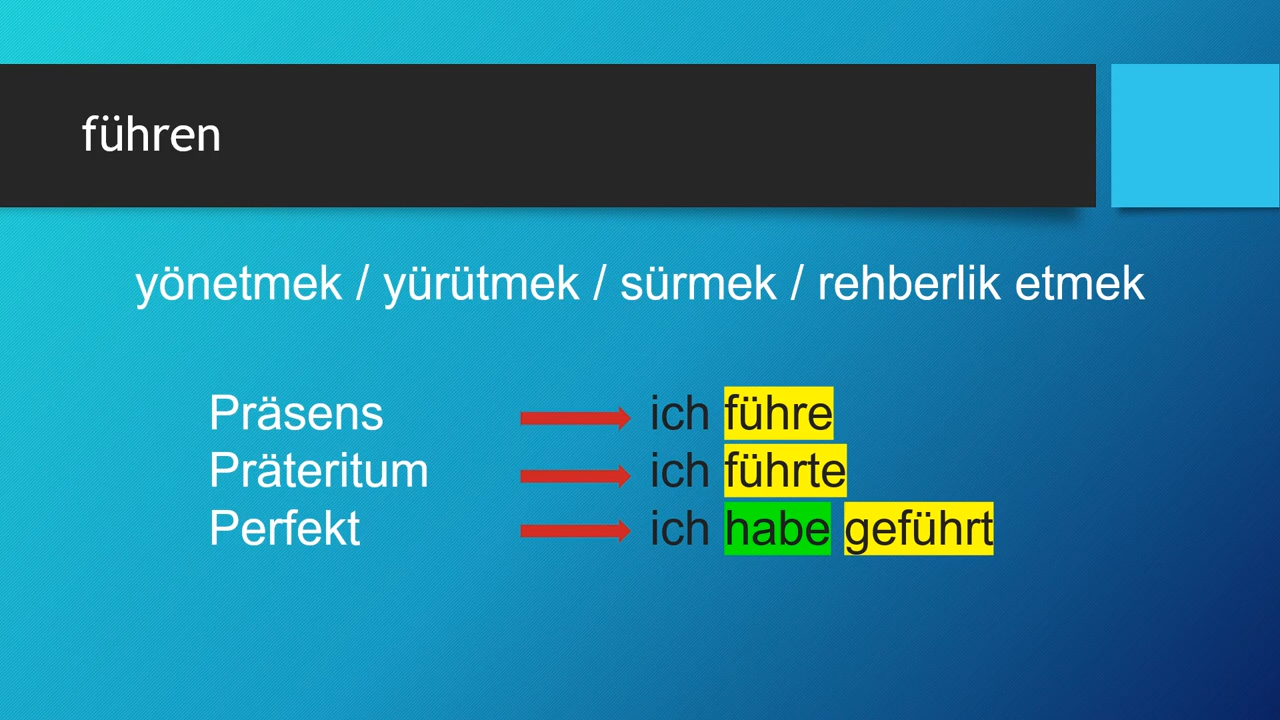 führen
yönetmek / yürütmek / sürmek / rehberlik etmek
Präsens ich führe
Präteritum ich führte
Perfekt ich habe geführt